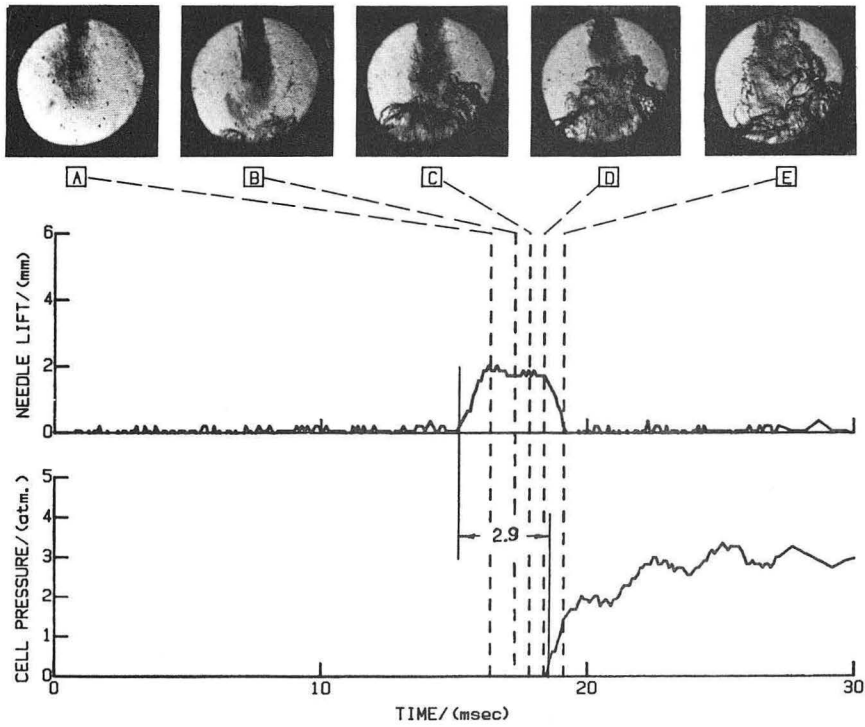 A B C D E
6
4
2
0
NEEDLE LIFT/(mm)
5
4
3
2
1
0
CELL PRESSURE/(atm.)
2.9
0 10 20 30
TIME/(msec)